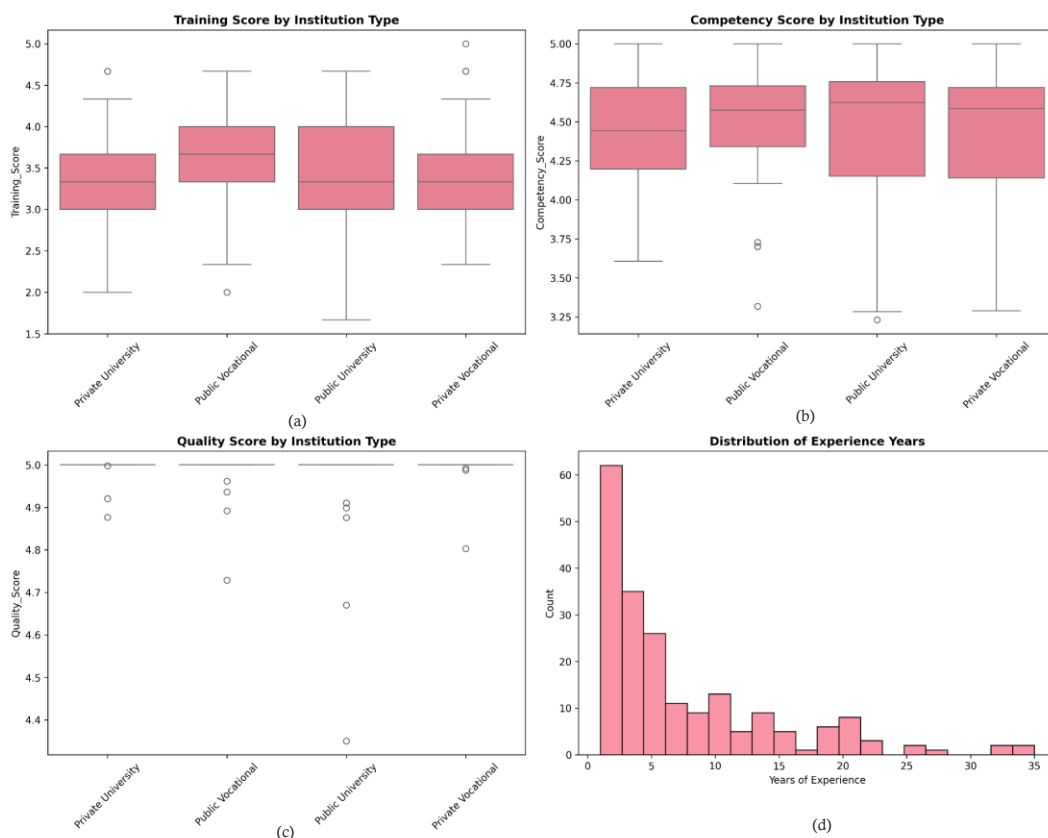 Training Score by Institution Type
Training_Score
5.0
4.5
4.0
3.5
3.0
2.5
2.0
1.5
Private University
Public Vocational
Public University
Private Vocational
(a)
Competency Score by Institution Type
Competency_Score
5.00
4.75
4.50
4.25
4.00
3.75
3.50
3.25
Private University
Public Vocational
Public University
Private Vocational
(b)
Quality Score by Institution Type
Quality_Score
5.0
4.9
4.8
4.7
4.6
4.5
4.4
Private University
Public Vocational
Public University
Private Vocational
(c)
Distribution of Experience Years
Count
60
50
40
30
20
10
0
0 5 10 15 20 25 30 35
Years of Experience
(d)